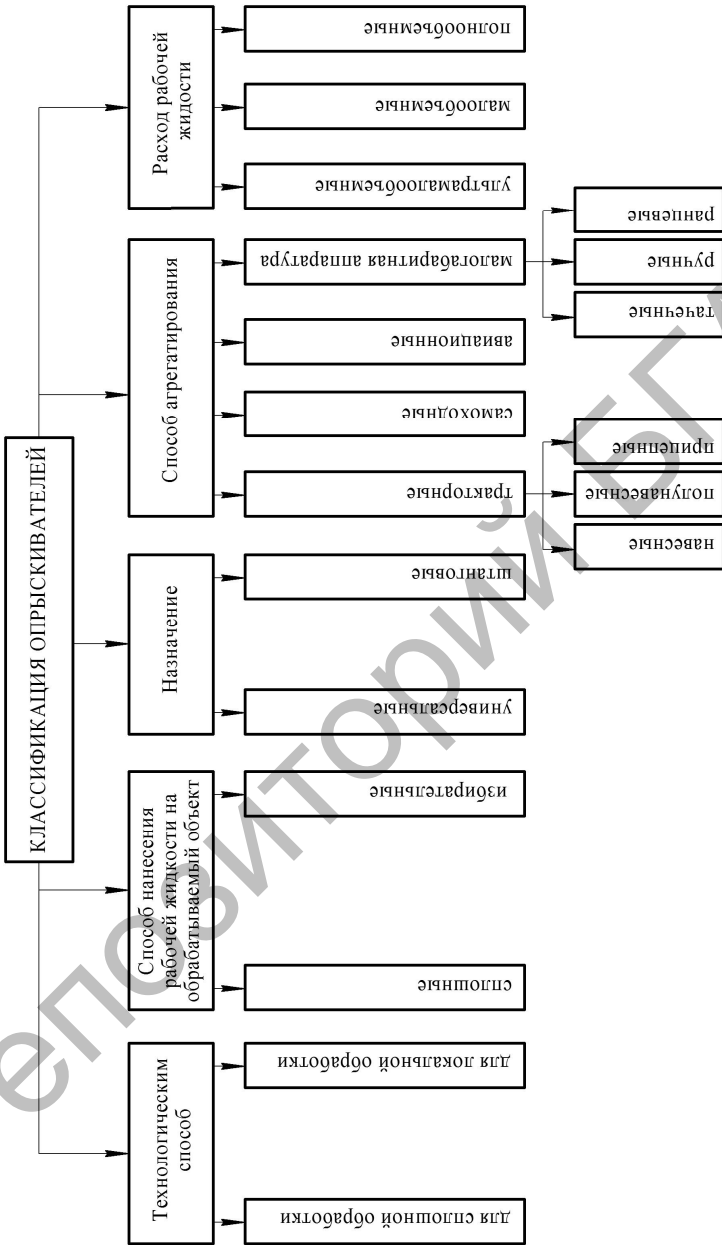 КЛАССИФИКАЦИЯ ОПРЫСКИВАТЕЛЕЙ
Технологическим
способ
Способ нанесения
рабочей жидкости на
обрабатываемый объект
Назначение
Способ агрегатирования
Расход рабочей
жидости
для сплошной обработки
для локальной обработки
сплошные
избирательные
универсальные
штанговые
тракторные
самоходные
авиационные
малогабаритная аппаратура
ультрамалообъемные
малообъемные
полнообъемные
навесные
полунавесные
прицепные
тачечные
ручные
ранцевые